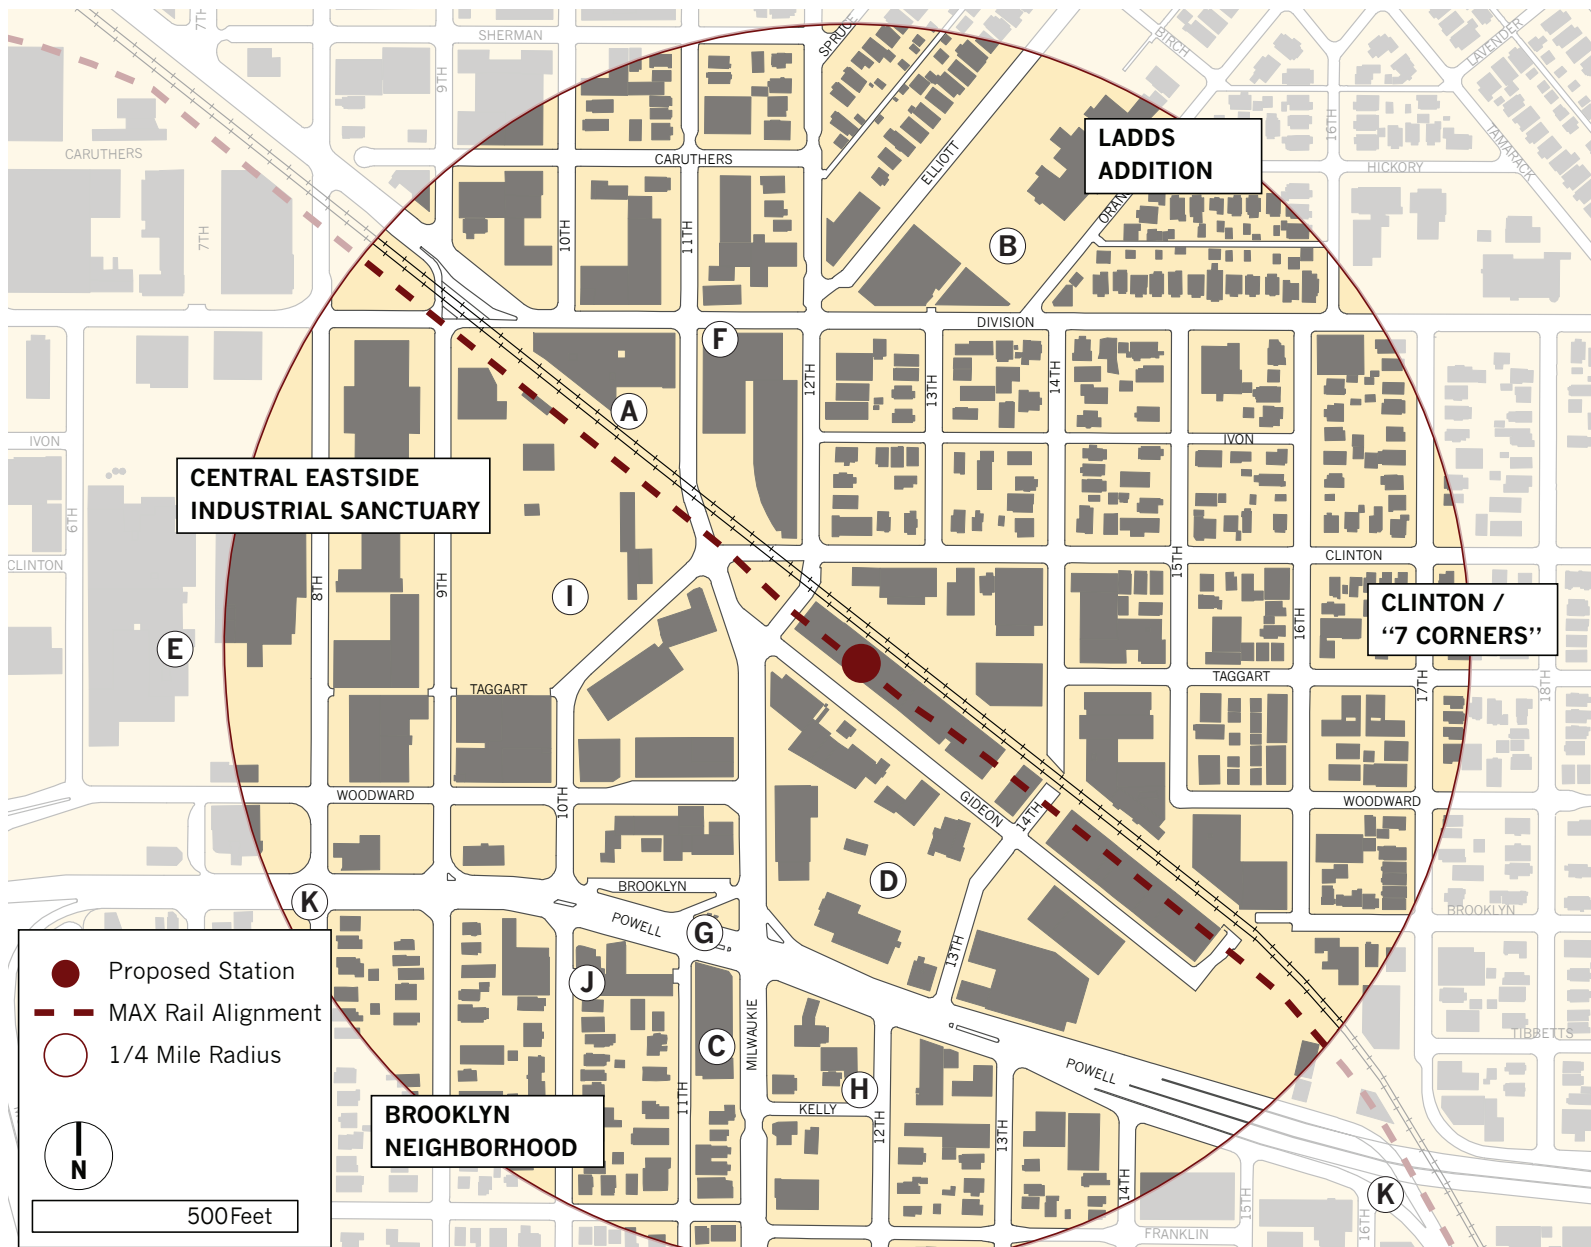 7TH
SHERMAN
SPRUCE
BIRCH
LAVENDER
9TH
16TH
TAMARACK
CARUTHERS
CARUTHERS
ELLIOTT
LADDS
ADDITION
HICKORY
ORAN
7TH
10TH
11TH
B
DIVISION
F
12TH
13TH
14TH
A
IVON
IVON
CENTRAL EASTSIDE
INDUSTRIAL SANCTUARY
6TH
CLINTON
CLINTON
15TH
8TH
9TH
I
CLINTON /
"7 CORNERS"
16TH
E
TAGGART
TAGGART
17TH
18TH
WOODWARD
10TH
GIDEON
14TH
WOODWARD
D
BROOKLYN
K
POWELL
G
BROOKLYN
13TH
J
Proposed Station
MAX Rail Alignment
1/4 Mile Radius
C
MILWAUKIE
TIBBETTS
POWELL
H
KELLY
11TH
12TH
13TH
BROOKLYN
NEIGHBORHOOD
N
14TH
15TH
16TH
K
500Feet
FRANKLIN